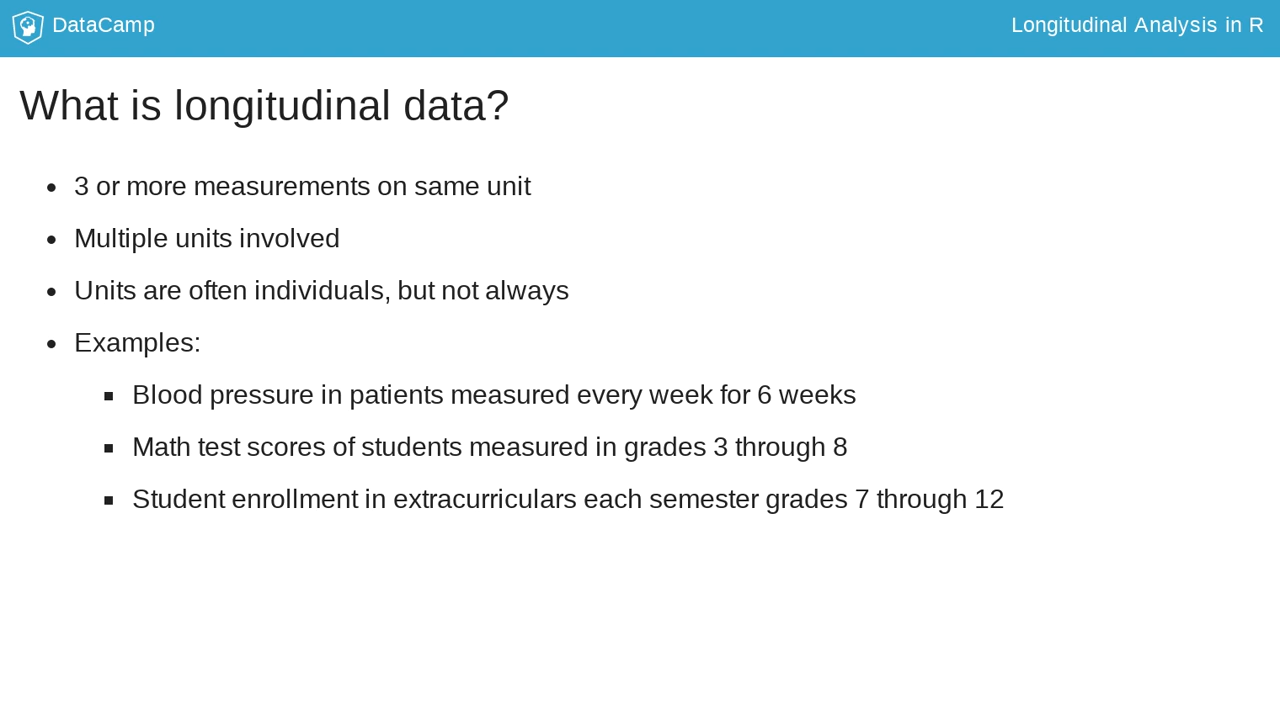 DataCamp
Longitudinal Analysis in R
What is longitudinal data?
3 or more measurements on same unit
Multiple units involved
Units are often individuals, but not always
Examples:
Blood pressure in patients measured every week for 6 weeks
Math test scores of students measured in grades 3 through 8
Student enrollment in extracurriculars each semester grades 7 through 12